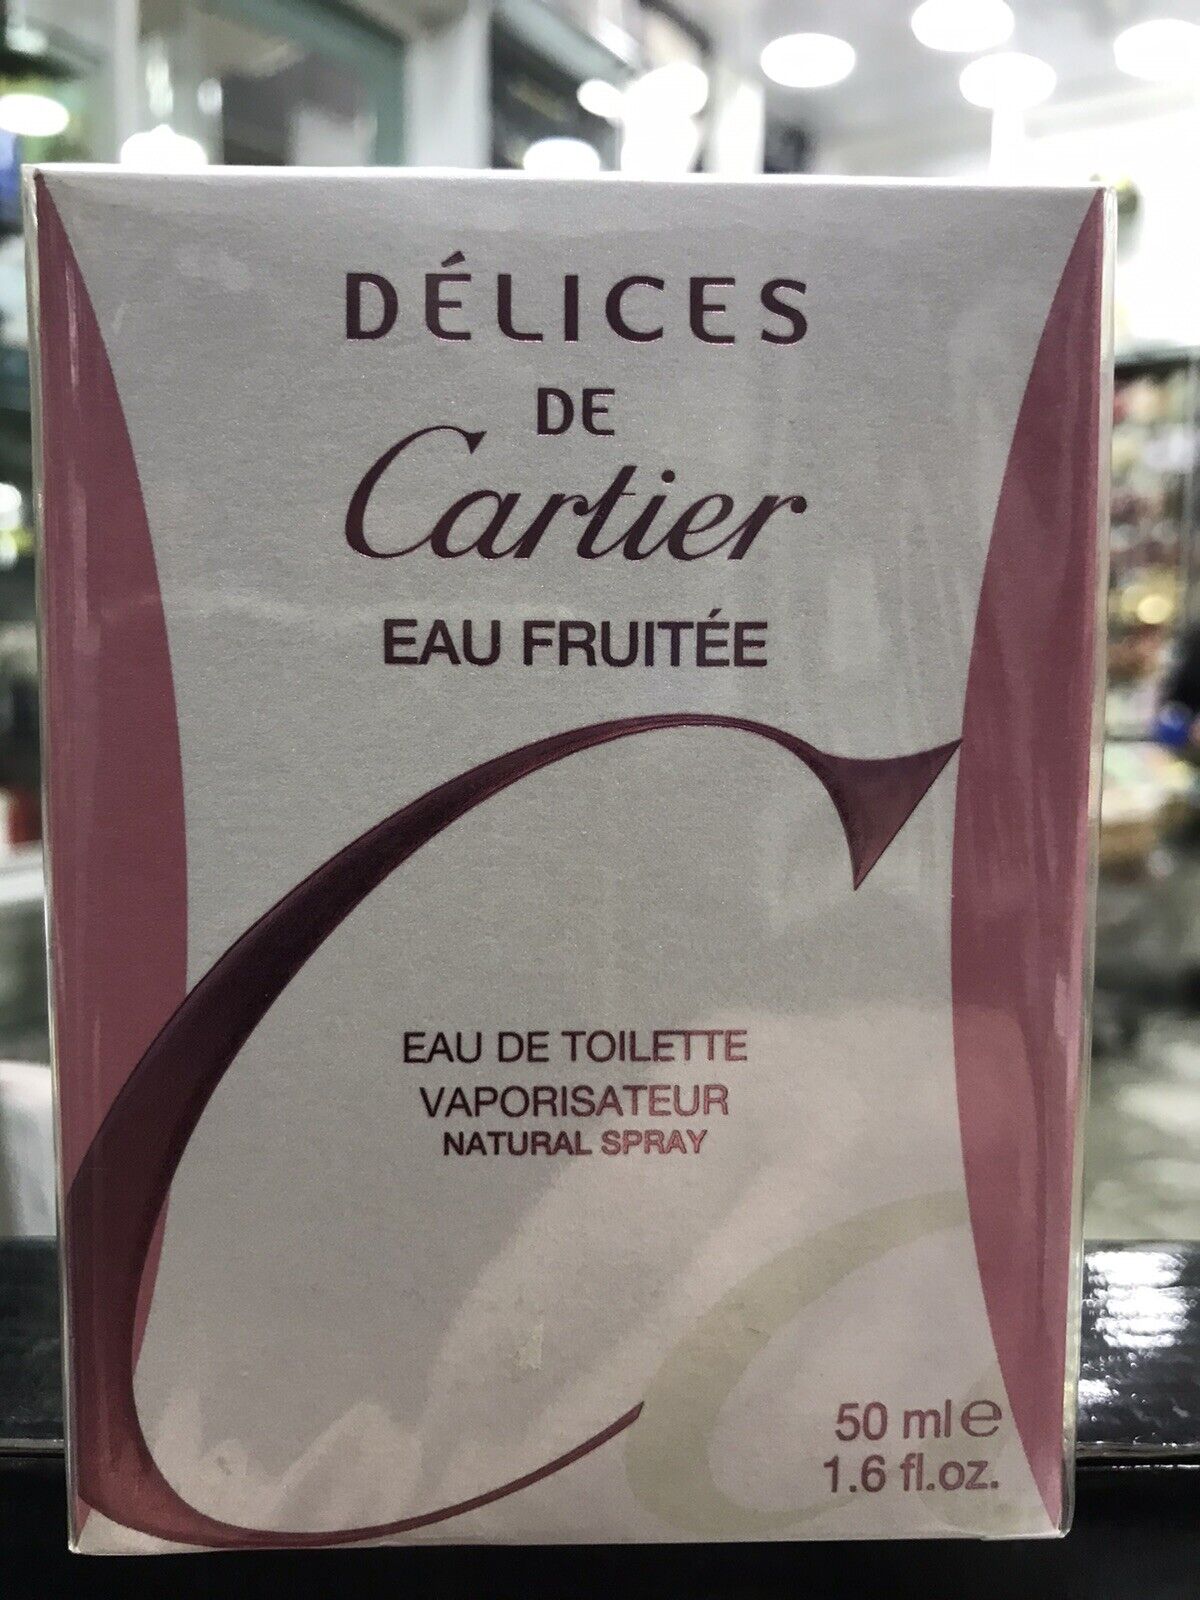 DÉLICES
DE
Cartier
EAU FRUITÉE
EAU DE TOILETTE
VAPORISATEUR
NATURAL SPRAY
50 ml e
1.6 fl.oz.